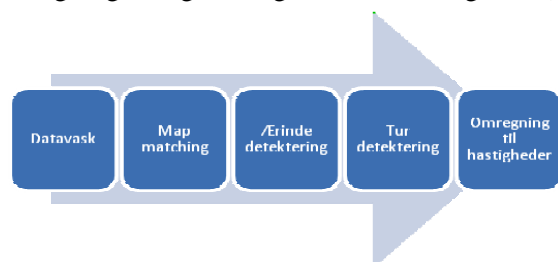 Datavask
Map
matching
Ærinde
detektering
Tur
detektering
Omregning
til
hastigheder